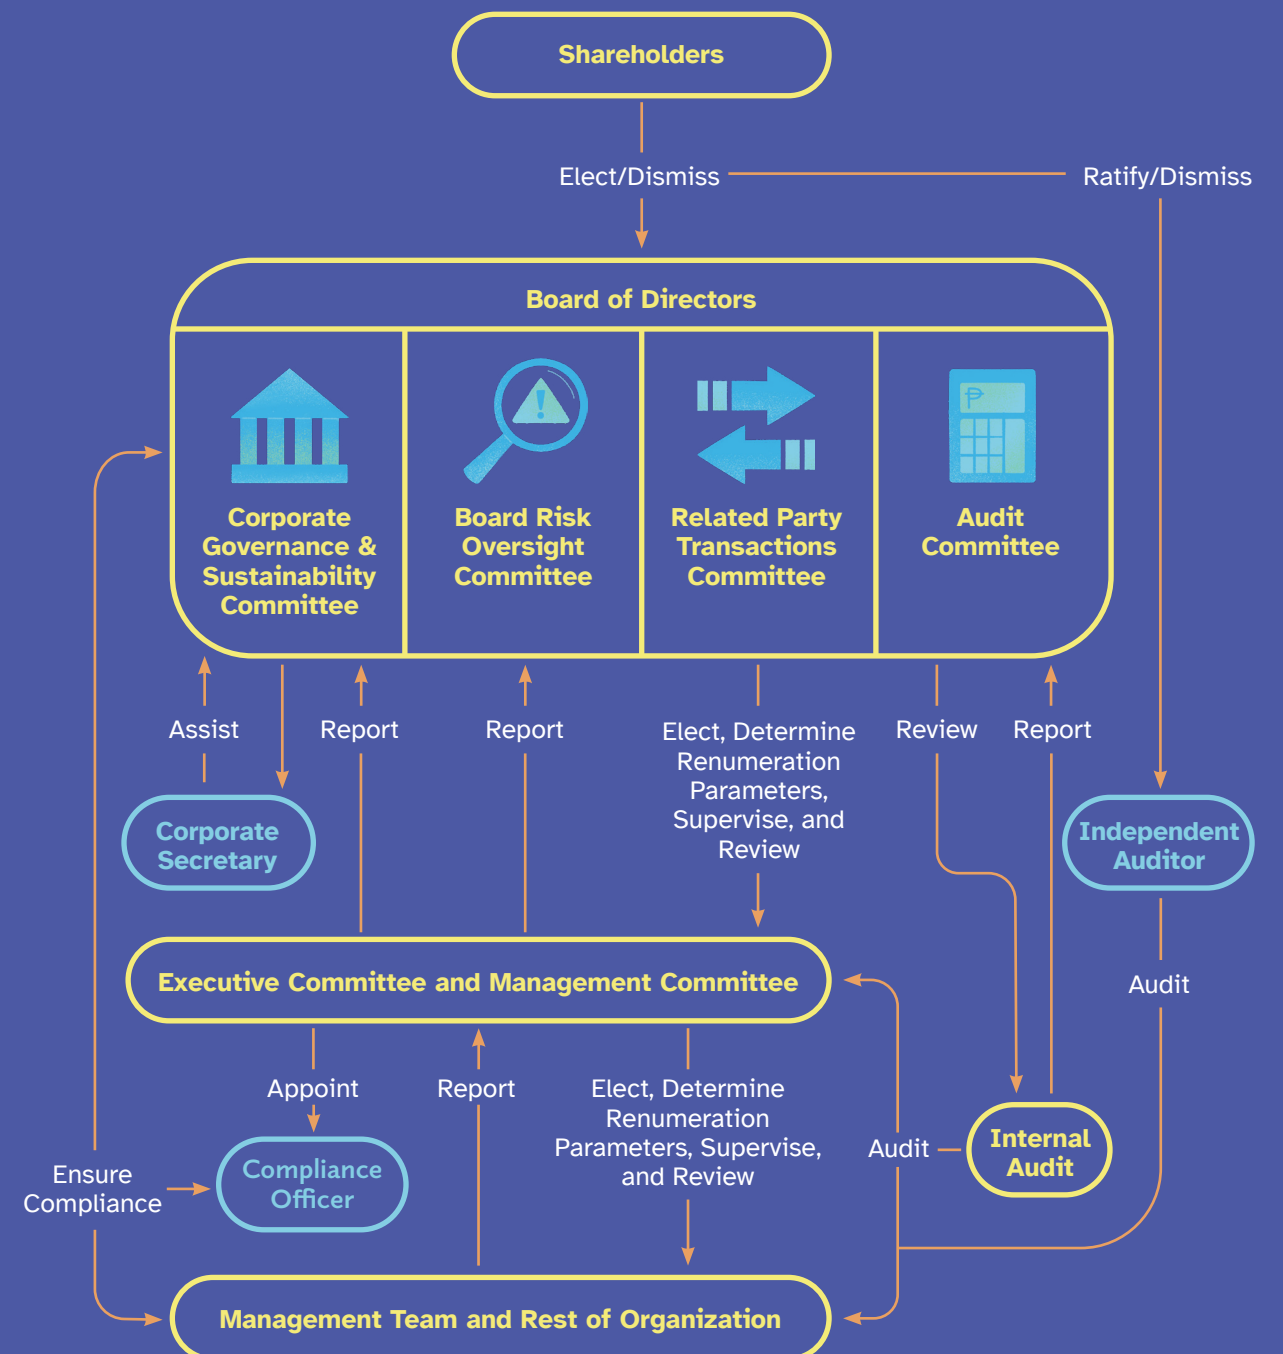 Shareholders
Elect/Dismiss
Ratify/Dismiss
Board of Directors
₱
Corporate
Governance &
Sustainability
Committee
Board Risk
Oversight
Committee
Related Party
Transactions
Committee
Audit
Committee
Assist
Report
Report
Elect, Determine
Renumeration
Parameters,
Supervise, and
Review
Review
Report
Corporate
Secretary
Independent
Auditor
Executive Committee and Management Committee
Audit
Appoint
Report
Elect, Determine
Renumeration
Parameters, Supervise,
and Review
Audit
Internal
Audit
Ensure
Compliance
Compliance
Officer
Management Team and Rest of Organization